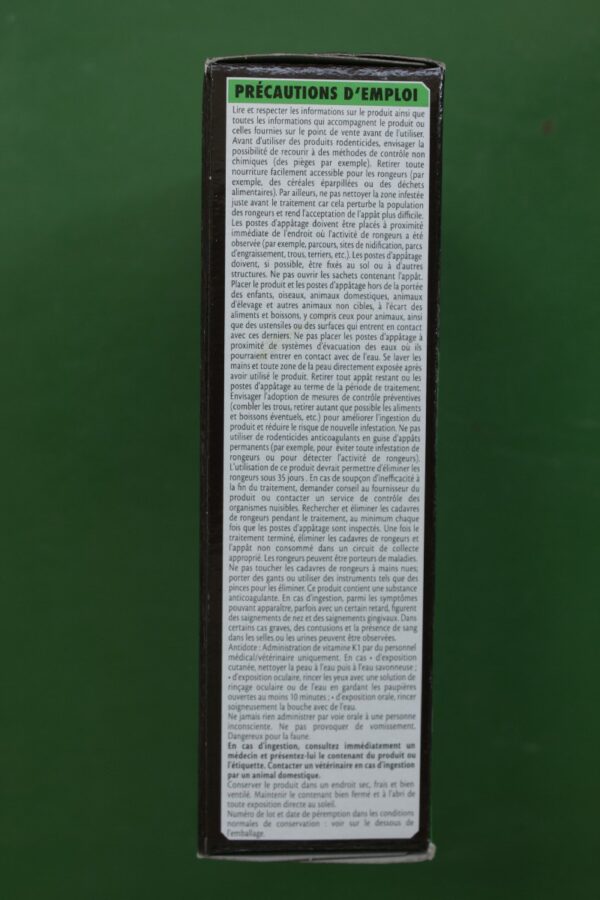 PRÉCAUTIONS D'EMPLOI
Lire et respecter les informations sur le produit ainsi que
toutes les informations qui accompagnent le produit ou
celles fournies sur le point de vente avant de l'utiliser.
Avant d'utiliser des produits rodenticides, envisager la
possibilité de recourir à des méthodes de contrôle non
chimiques (des pièges par exemple). Retirer toute
nourriture facilement accessible pour les rongeurs (par
exemple, des céréales éparpillées ou des déchets
alimentaires). Par ailleurs, ne pas nettoyer la zone infestée
juste avant le traitement car cela perturbe la population
des rongeurs et rend l'acceptation de l'appât plus difficile.
Les postes d'appâtage doivent être placés à proximité
immédiate de l'endroit où l'activité de rongeurs a été
observée (par exemple, parcours, sites de nidification, parcs
d'engraissement, trous, terriers, etc.). Les postes d'appâtage
doivent, si possible, être fixés au sol ou à d'autres
structures. Ne pas ouvrir les sachets contenant l'appât.
Placer le produit et les postes d'appâtage hors de la portée
des enfants, oiseaux, animaux domestiques, animaux
d'élevage et autres animaux non cibles, à l'écart des
aliments et boissons, y compris ceux pour animaux, ainsi
que des ustensiles ou des surfaces qui entrent en contact
avec ces derniers. Ne pas placer les postes d'appâtage à
proximité de systèmes d'évacuation des eaux où ils
pourraient entrer en contact avec de l'eau. Se laver les
mains et toute zone de la peau directement exposée après
avoir utilisé le produit. Retirer tout appât restant ou les
postes d'appâtage au terme de la période de traitement.
Envisager l'adoption de mesures de contrôle préventives
(combler les trous, retirer autant que possible les aliments
et boissons éventuels, etc.) pour améliorer l'ingestion du
produit et réduire le risque de nouvelle infestation. Ne pas
utiliser de rodenticides anticoagulants en guise d'appâts
permanents (par exemple, pour éviter toute infestation de
rongeurs ou pour détecter l'activité de rongeurs).
L'utilisation de ce produit devrait permettre d'éliminer les
rongeurs sous 35 jours . En cas de soupçon d'inefficacité à
la fin du traitement, demander conseil au fournisseur du
produit ou contacter un service de contrôle des
organismes nuisibles. Rechercher et éliminer les cadavres
de rongeurs pendant le traitement, au minimum chaque
fois que les postes d'appâtage sont inspectés. Une fois le
traitement terminé, éliminer les cadavres de rongeurs et
l'appât non consommé dans un circuit de collecte
approprié. Les rongeurs peuvent être porteurs de maladies.
Ne pas toucher les cadavres de rongeurs à mains nues;
porter des gants ou utiliser des instruments tels que des
pinces pour les éliminer. Ce produit contient une substance
anticoagulante. En cas d'ingestion, parmi les symptômes
pouvant apparaître, parfois avec un certain retard, figurent
des saignements de nez et des saignements gingivaux. Dans
certains cas graves, des contusions et la présence de sang
dans les selles ou les urines peuvent être observées.
Antidote : Administration de vitamine K1 par du personnel
médical/vétérinaire uniquement. En cas • d'exposition
cutanée, nettoyer la peau à l'eau puis à l'eau savonneuse ;
• d'exposition oculaire, rincer les yeux avec une solution de
rinçage oculaire ou de l'eau en gardant les paupières
ouvertes au moins 10 minutes ; • d'exposition orale, rincer
soigneusement la bouche avec de l'eau.
Ne jamais rien administrer par voie orale à une personne
inconsciente. Ne pas provoquer de vomissement.
Dangereux pour la faune.
En cas d'ingestion, consultez immédiatement un
médecin et présentez-lui le contenant du produit ou
l'étiquette. Contacter un vétérinaire en cas d'ingestion
par un animal domestique.
Conserver le produit dans un endroit sec, frais et bien
ventilé. Maintenir le contenant bien fermé et à l'abri de
toute exposition directe au soleil.
Numéro de lot et date de péremption dans les conditions
normales de conservation : voir sur le dessous de
l'emballage.